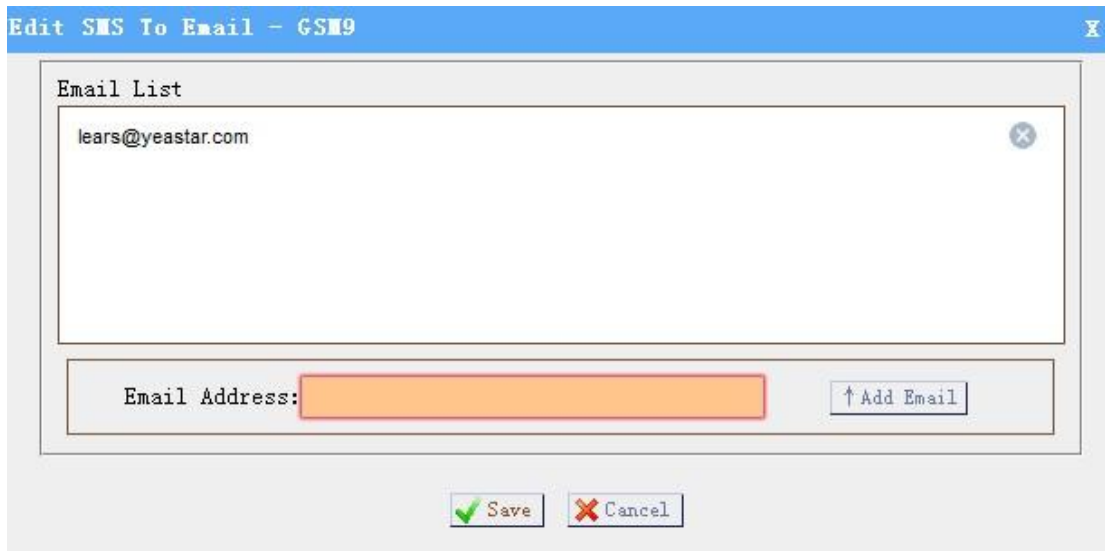 Edit SMS To Email - GSM9 X
Email List
lears@yeastar.com
Email Address: ↑Add Email
Save Cancel